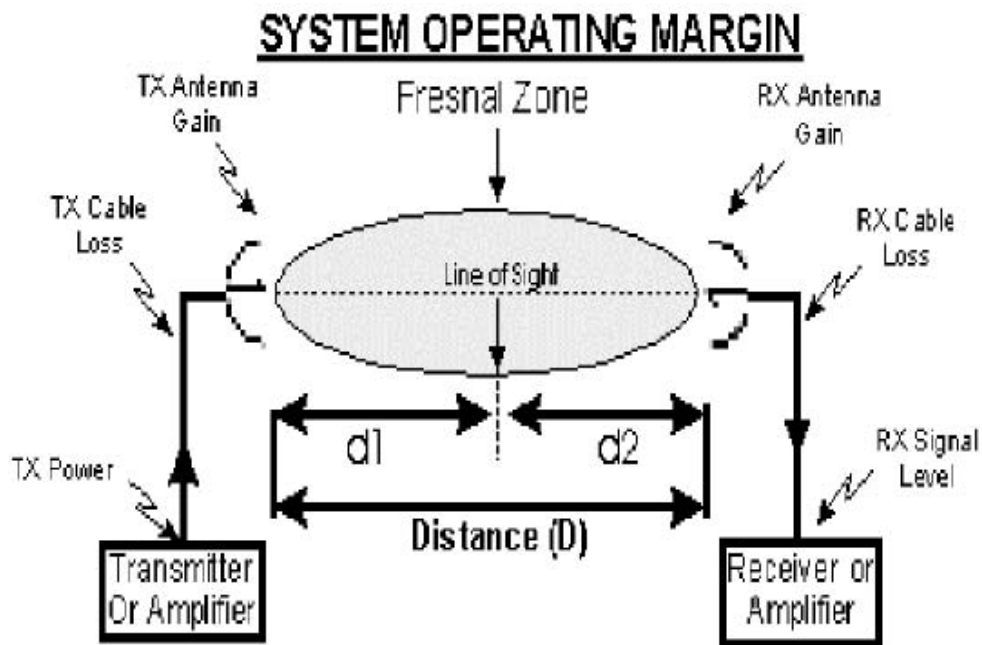 SYSTEM OPERATING MARGIN
TX Antenna
Gain
Fresnal Zone
RX Antenna
Gain
TX Cable
Loss
RX Cable
Loss
Line of Sight
d1
d2
TX Power
RX Signal
Level
Distance (D)
Transmitter
Or Amplifier
Receiver or
Amplifier